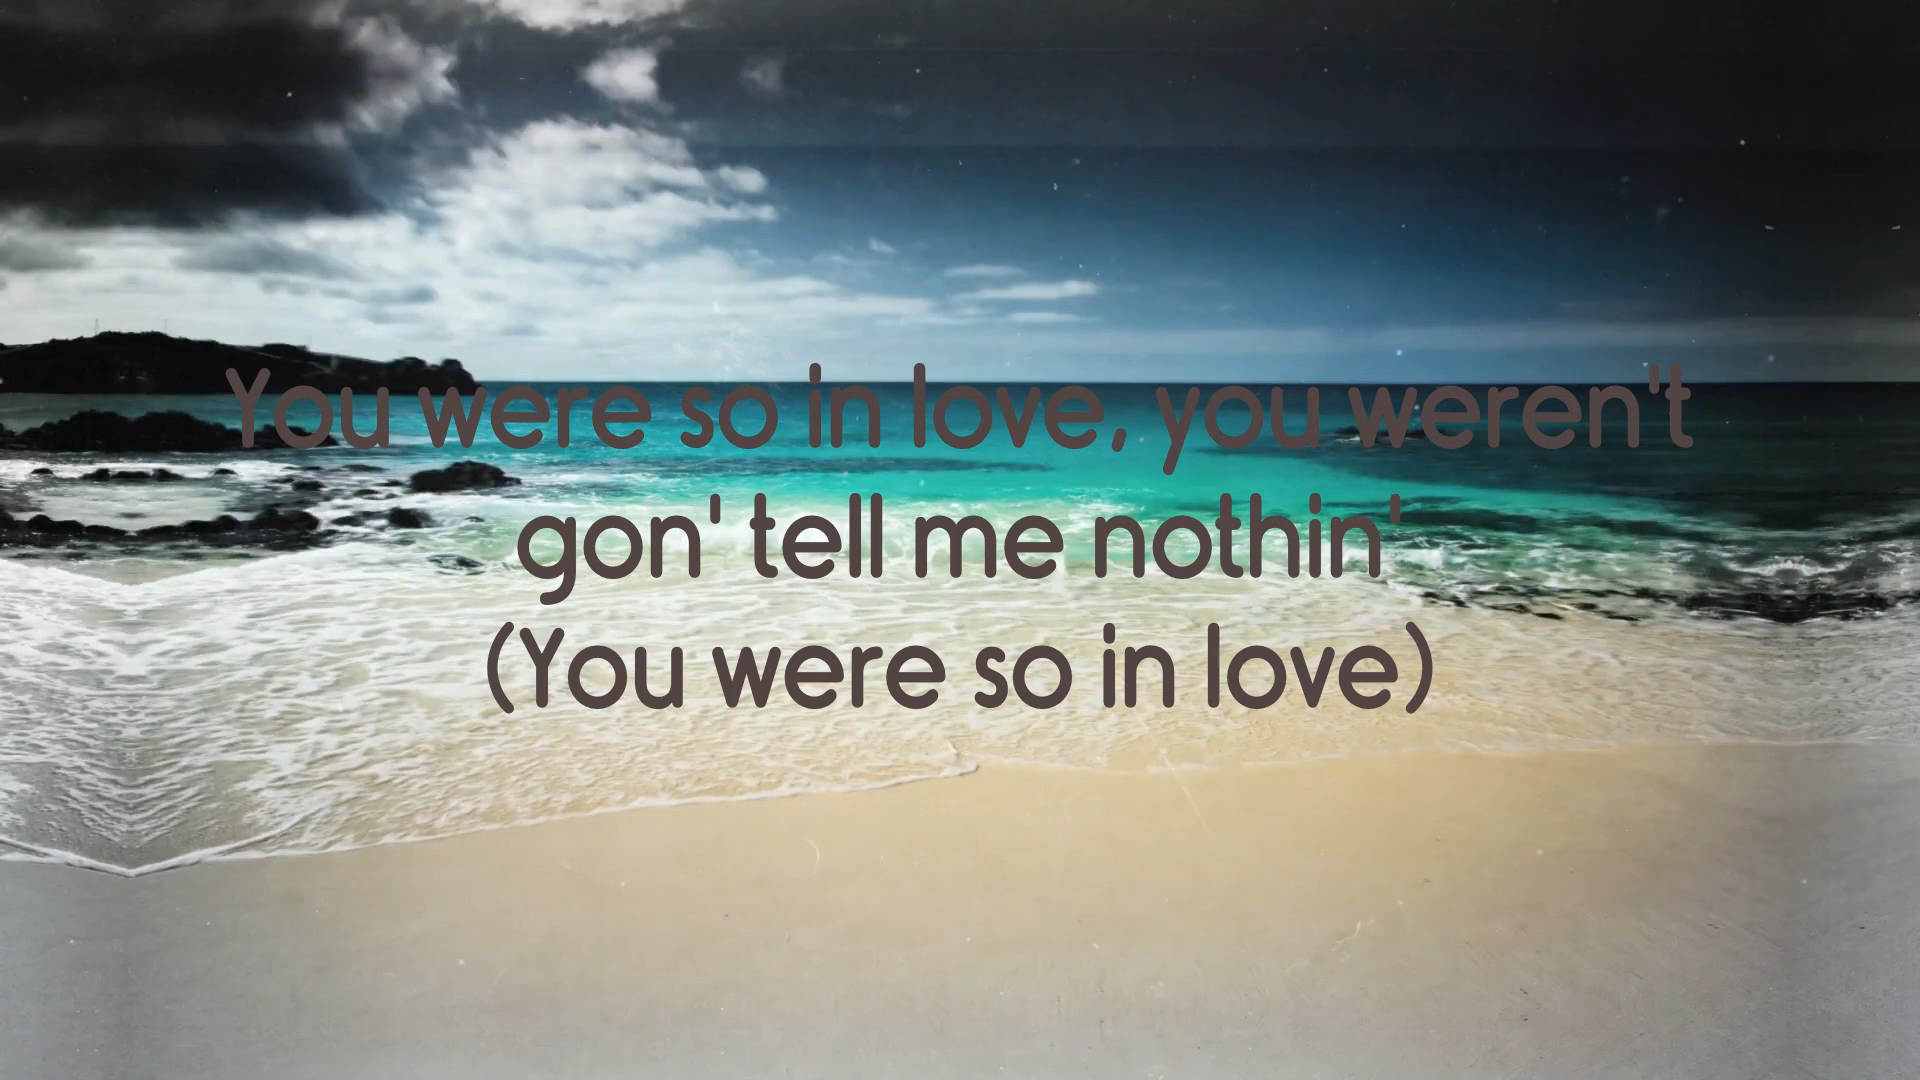 You were so in love, you weren't
gon' tell me nothin'
(You were so in love)